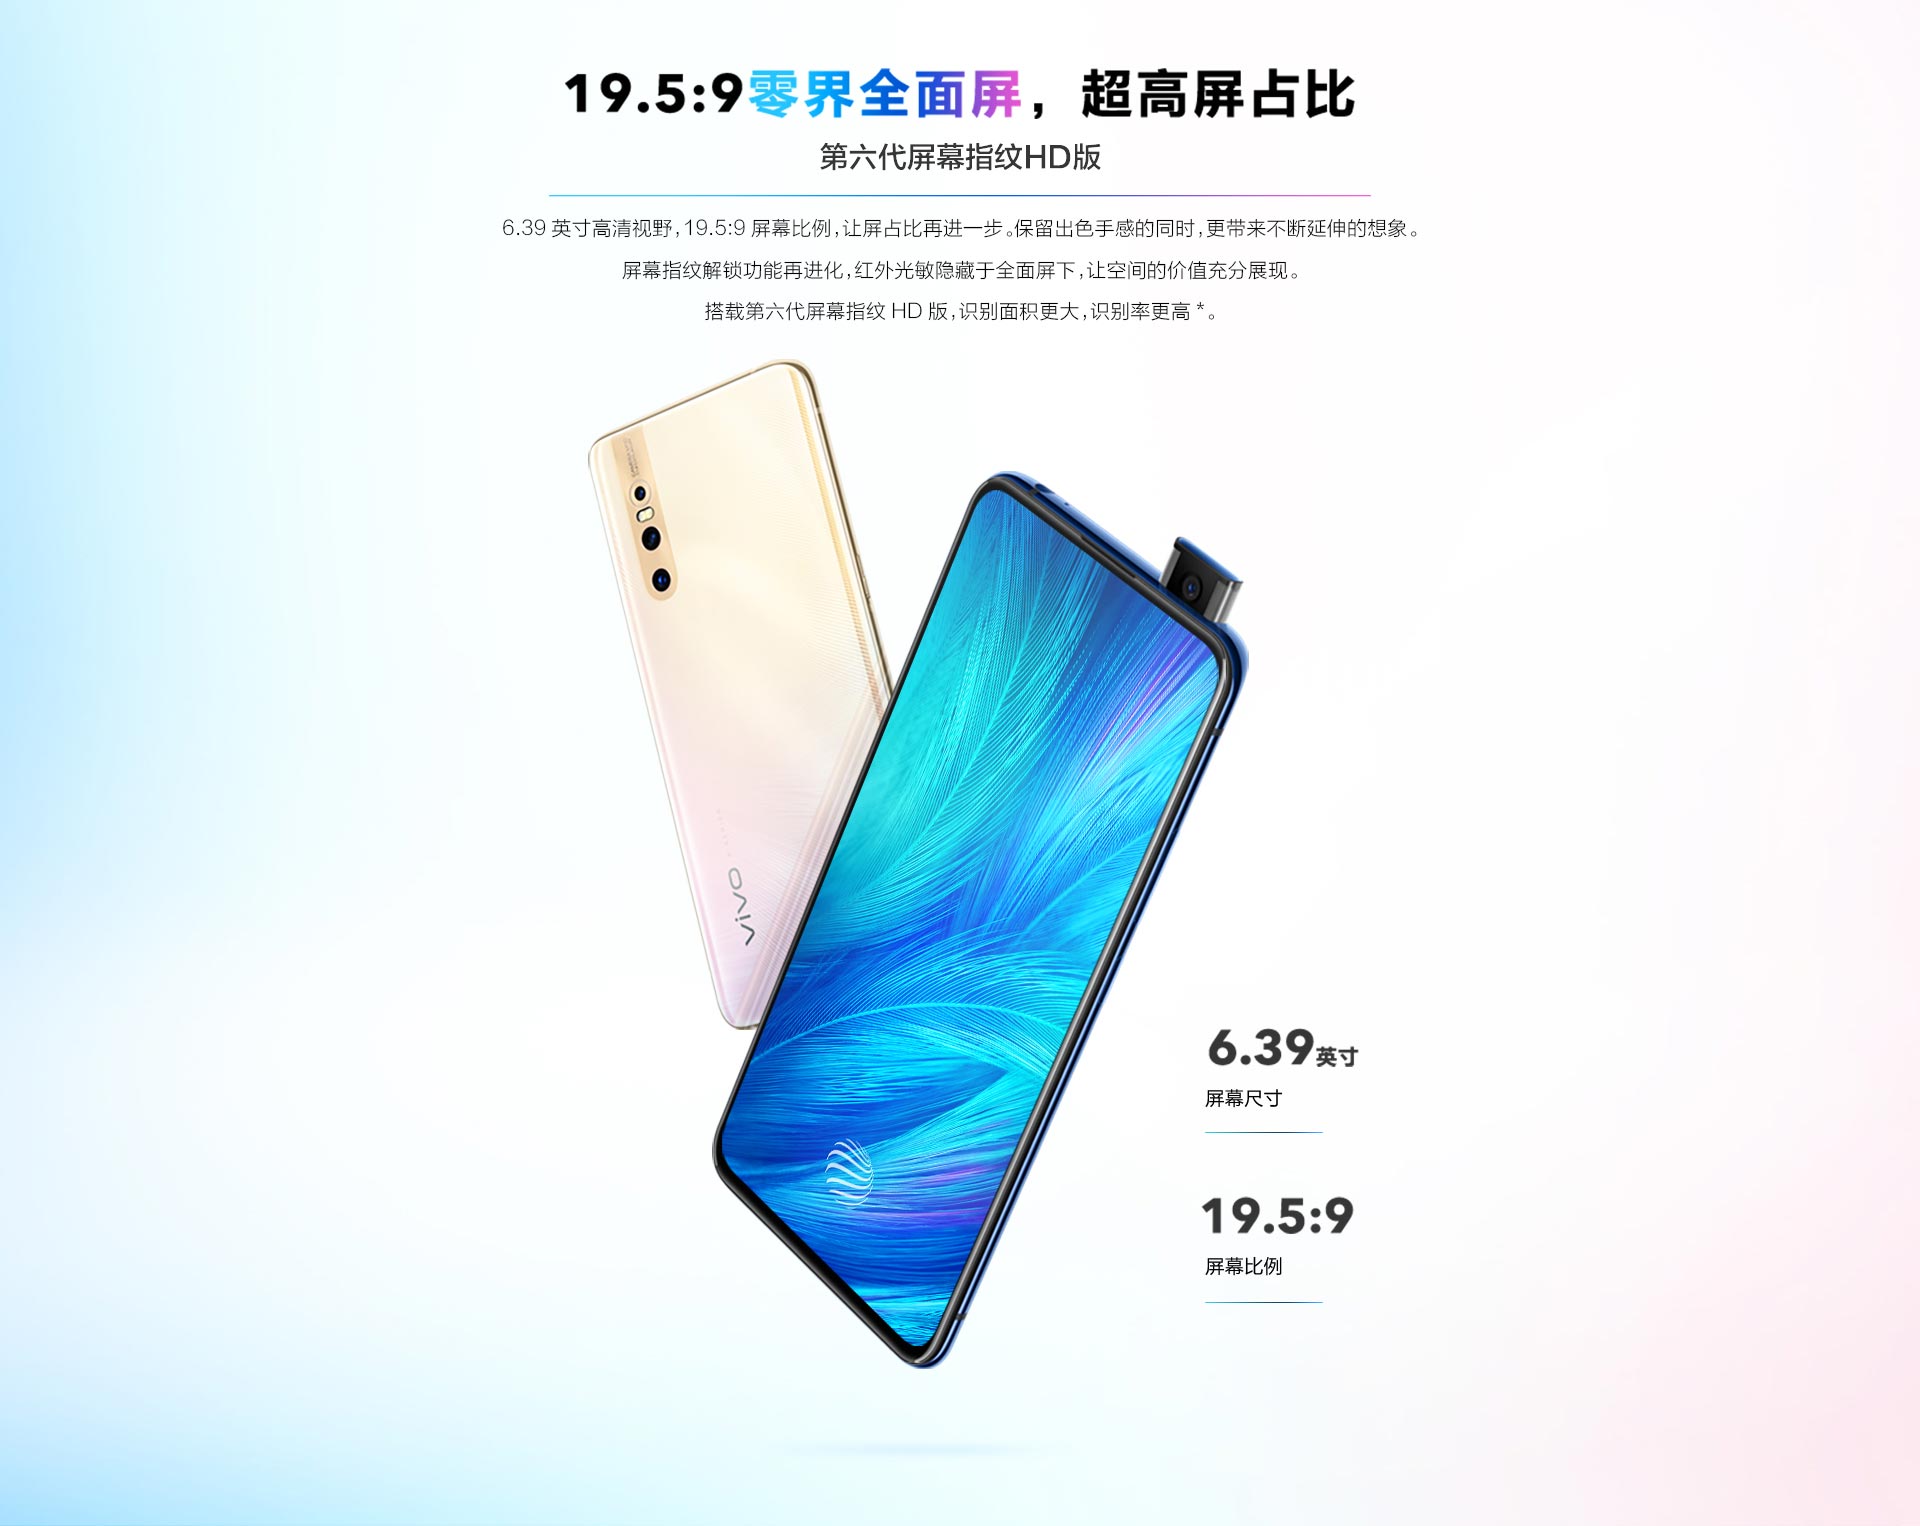 19.5:9零界全面屏，超高屏占比
第六代屏幕指纹HD版
6.39 英寸高清视野，19.5:9 屏幕比例，让屏占比再进一步。保留出色手感的同时，更带来不断延伸的想象。
屏幕指纹解锁功能再进化，红外光敏隐藏于全面屏下，让空间的价值充分展现。
搭载第六代屏幕指纹 HD 版，识别面积更大，识别率更高 *。
vivo
6.39英寸
屏幕尺寸
19.5:9
屏幕比例